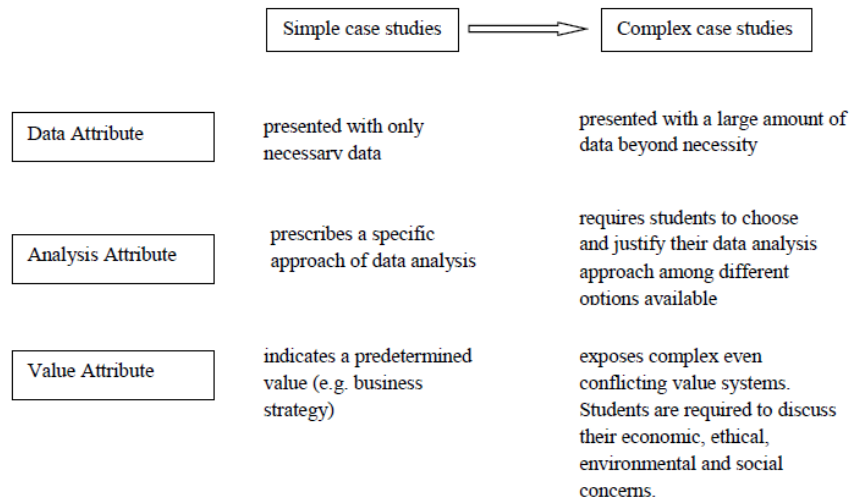 Simple case studies
Complex case studies
Data Attribute
presented with only
necessary data
presented with a large amount of
data beyond necessity
Analysis Attribute
prescribes a specific
approach of data analysis
requires students to choose
and justify their data analysis
approach among different
options available
Value Attribute
indicates a predetermined
value (e.g. business
strategy)
exposes complex even
conflicting value systems.
Students are required to discuss
their economic, ethical,
environmental and social
concerns.